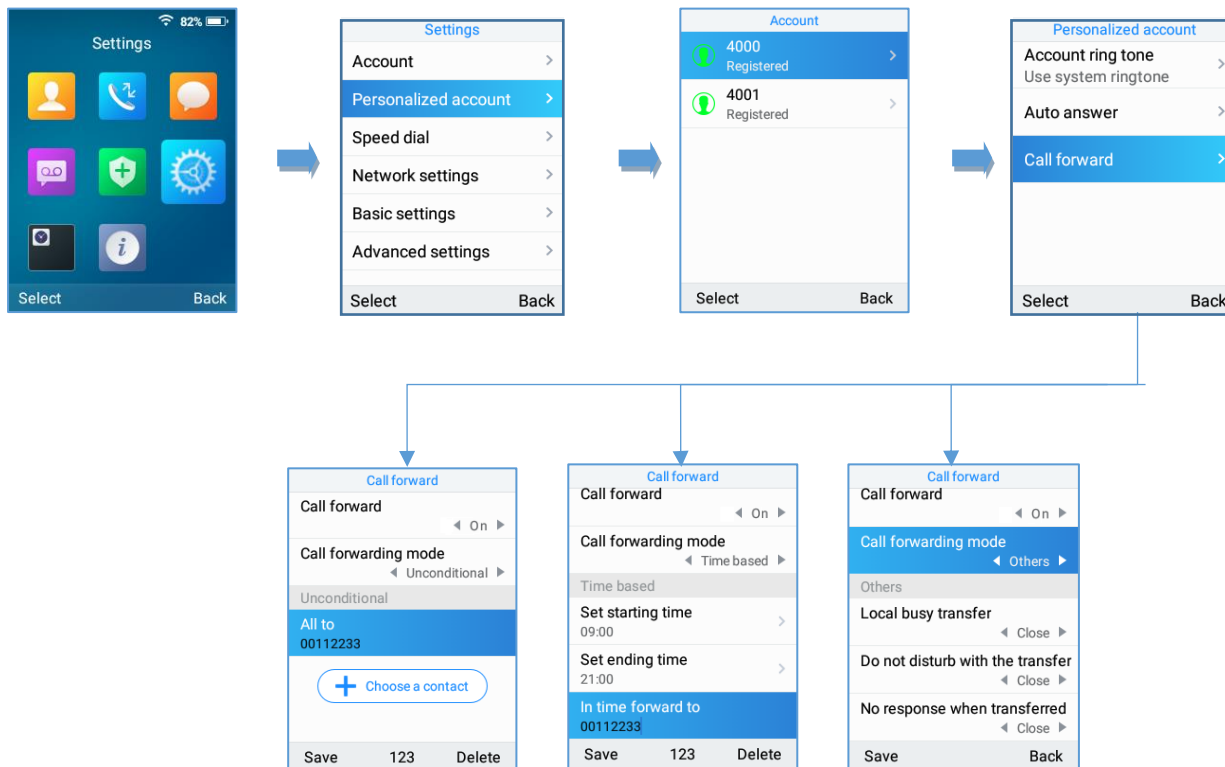 82%
Settings
Select Back
Settings
Account
Personalized account
Speed dial
Network settings
Basic settings
Advanced settings
Select Back
Account
4000
Registered
4001
Registered
Select Back
Personalized account
Account ring tone
Use system ringtone
Auto answer
Call forward
Select Back
Call forward
Call forward
On
Call forwarding mode
Unconditional
Unconditional
All to
00112233
Choose a contact
Save 123 Delete
Call forward
Call forward
On
Call forwarding mode
Time based
Time based
Set starting time
09:00
Set ending time
21:00
In time forward to
00112233
Save 123 Delete
Call forward
Call forward
On
Call forwarding mode
Others
Others
Local busy transfer
Close
Do not disturb with the transfer
Close
No response when transferred
Close
Save Back